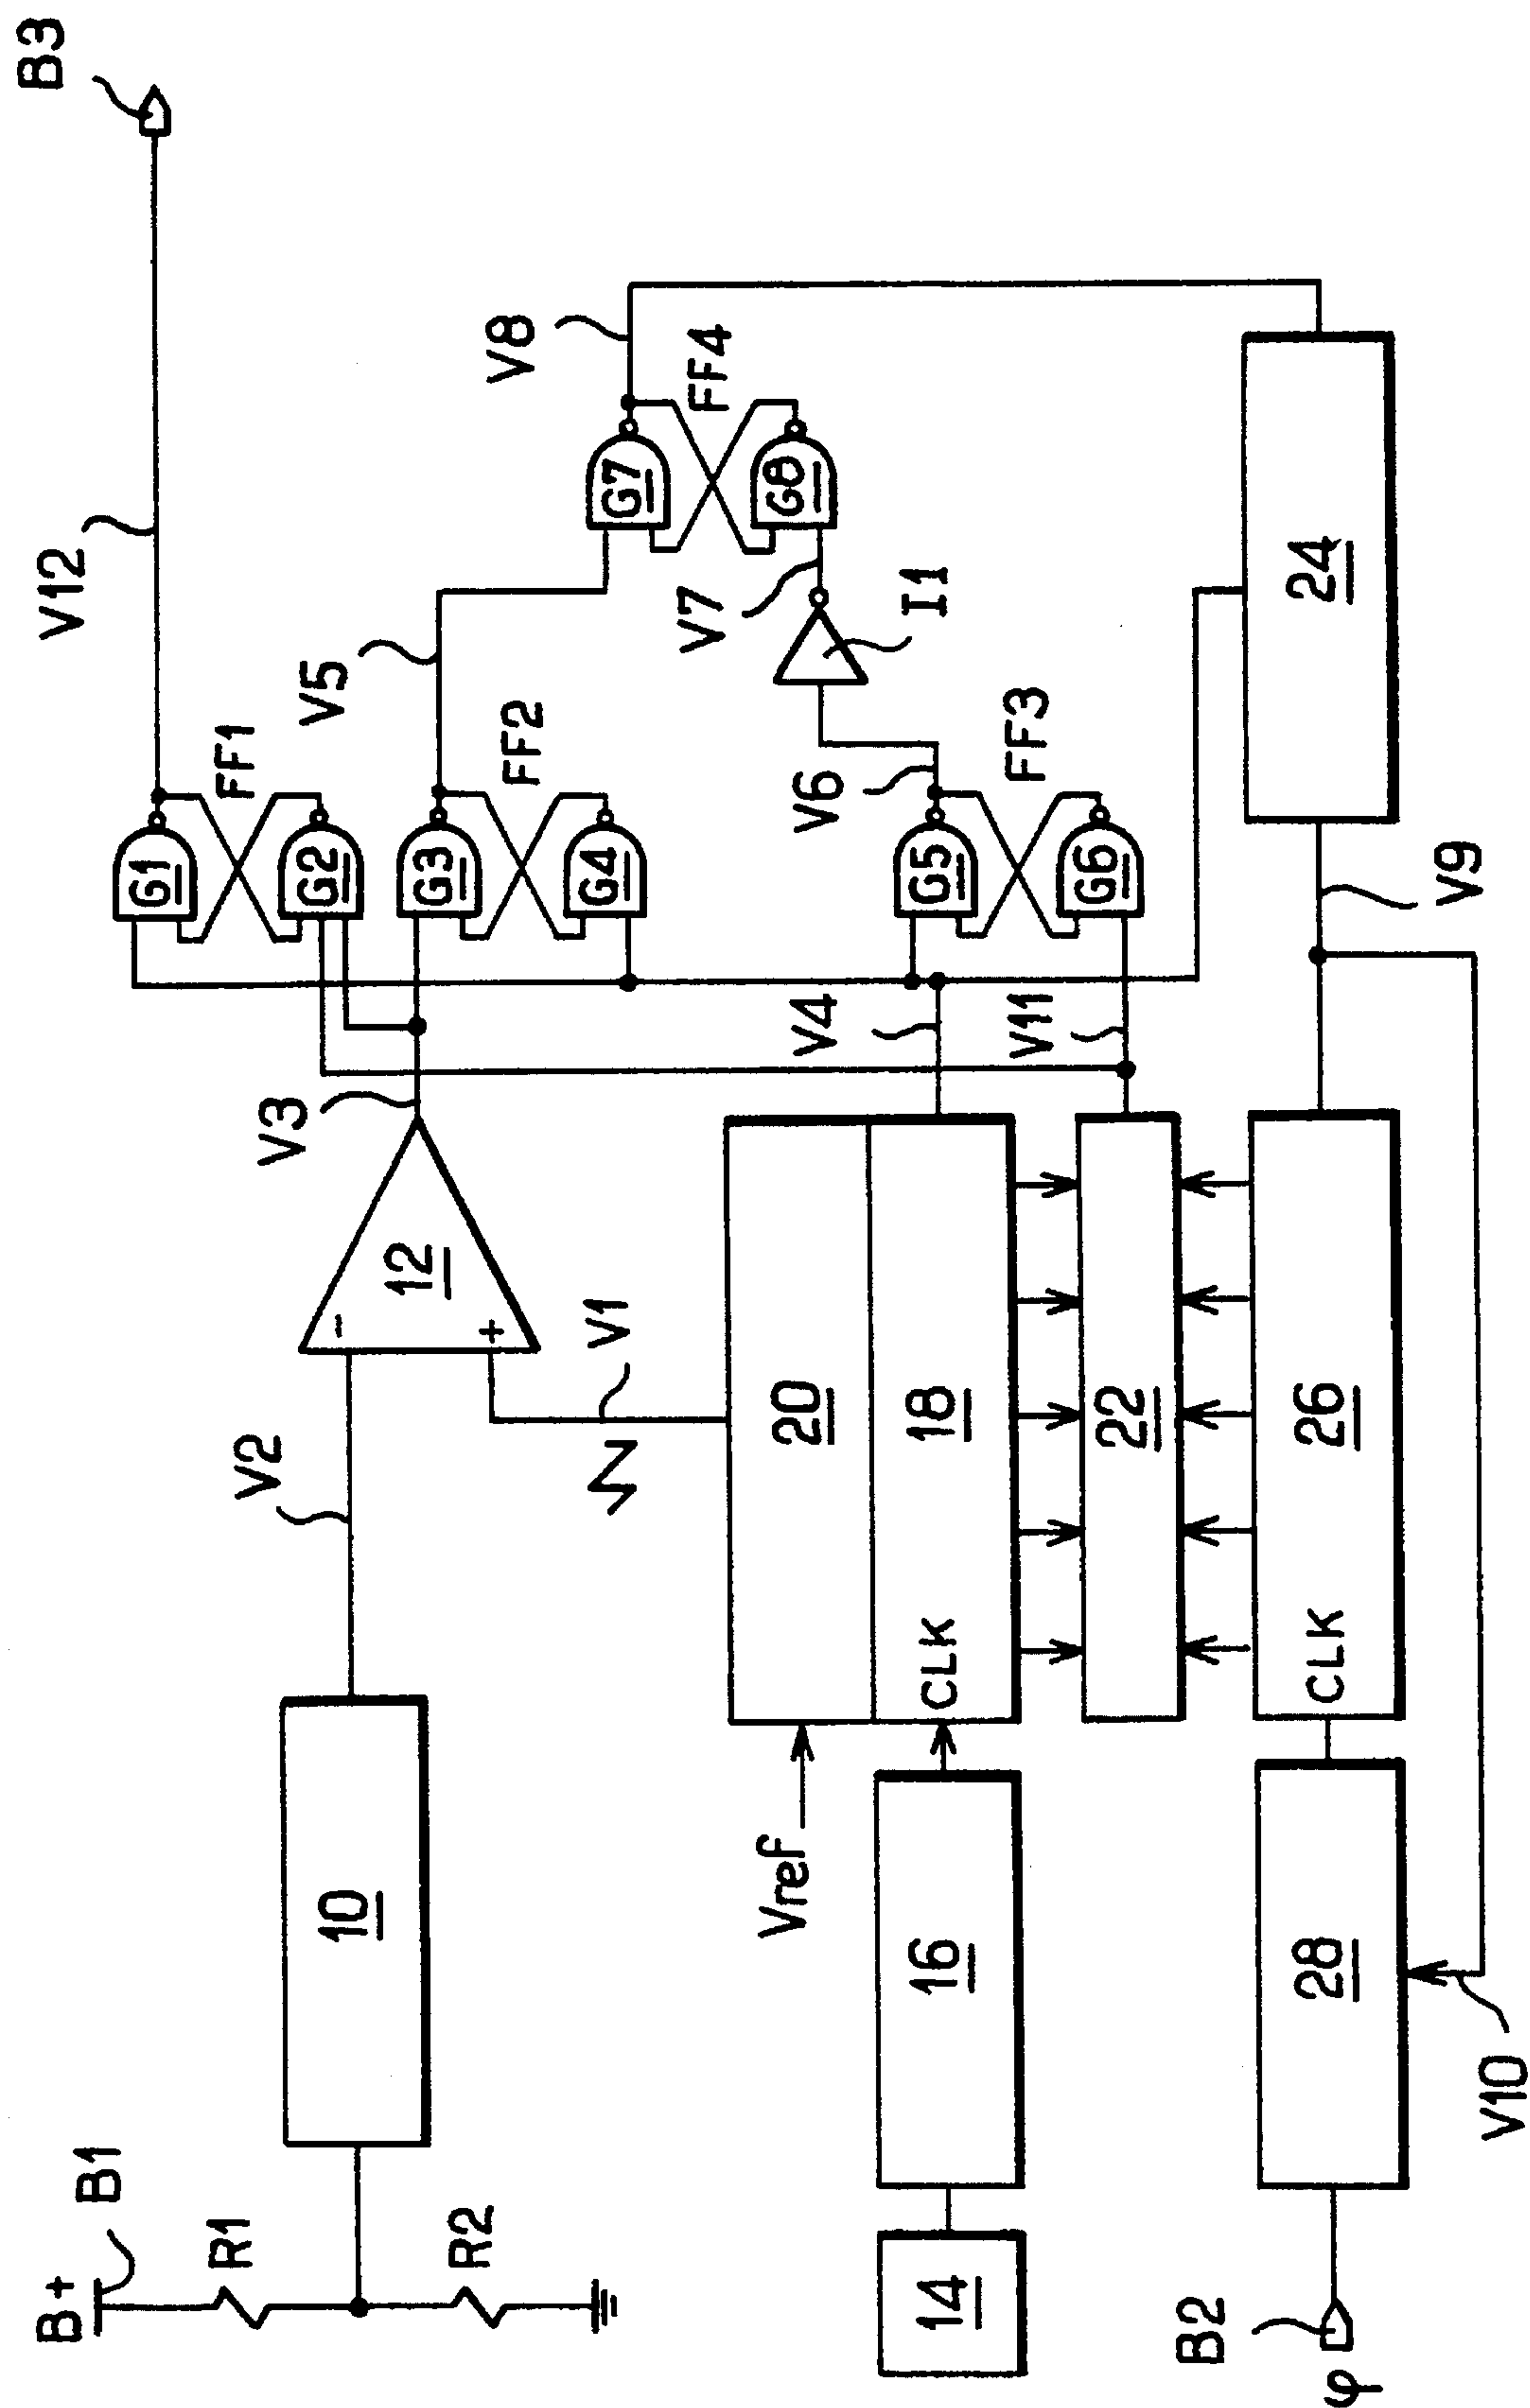 B3
V12
V8
FF4
G7
G8
V7
I1
24
V5
FF1
FF2
V6
FF3
G1
G2
G3
G4
G5
G6
V9
V4
V11
V3
12
-
+
V1
V2
20
18
CLK
22
26
CLK
Vref
10
16
28
V10
B+
B1
R1
R2
14
B2
φ